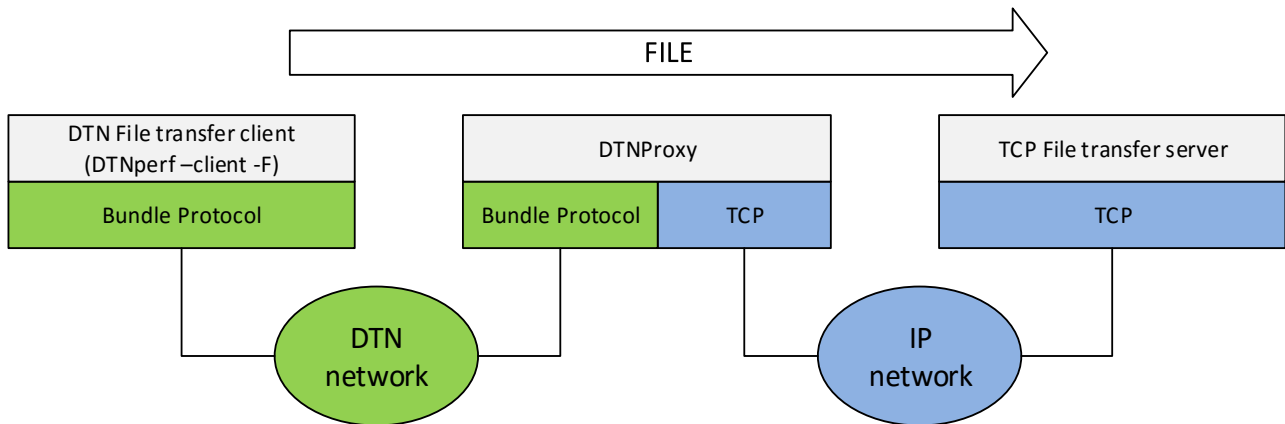 FILE
DTN File transfer client
(DTNperf –client -F)
DTNProxy
TCP File transfer server
Bundle Protocol
Bundle Protocol
TCP
TCP
DTN
network
IP
network